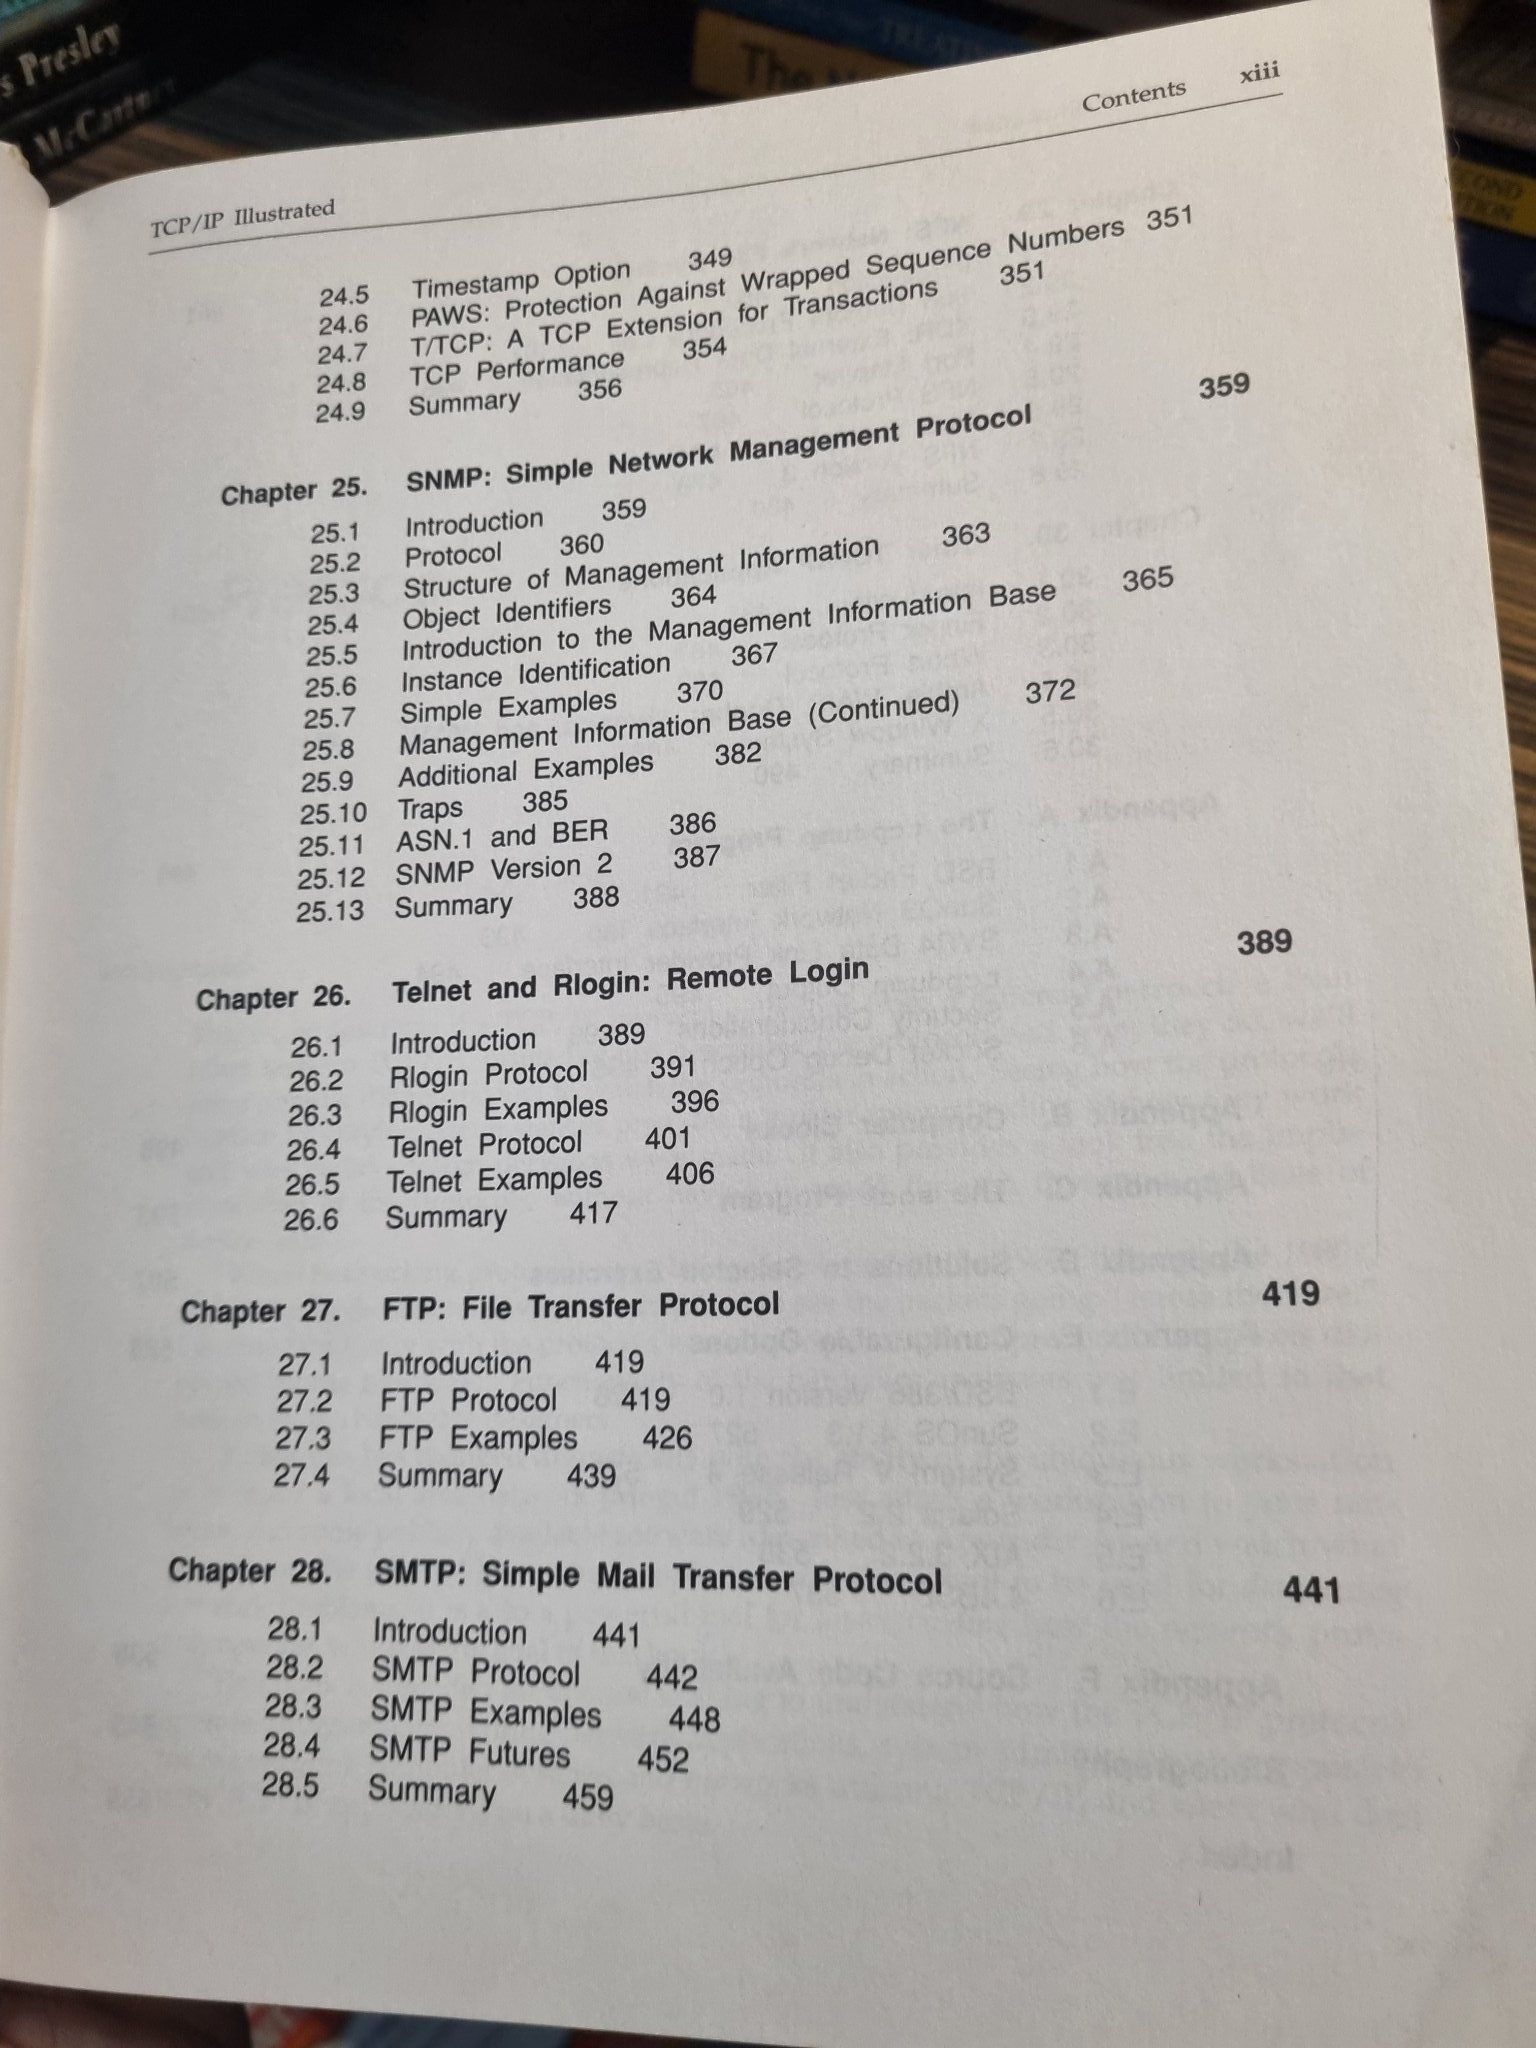 s Presley
McCartney
The N
TREATI
COND
ITION
TCP/IP Illustrated
Contents xiii
24.5 Timestamp Option 349
24.6 PAWS: Protection Against Wrapped Sequence Numbers 351
24.7 T/TCP: A TCP Extension for Transactions 351
24.8 TCP Performance 354
24.9 Summary 356
Chapter 25. SNMP: Simple Network Management Protocol 359
25.1 Introduction 359
25.2 Protocol 360
25.3 Structure of Management Information 363
25.4 Object Identifiers 364
25.5 Introduction to the Management Information Base 365
25.6 Instance Identification 367
25.7 Simple Examples 370
25.8 Management Information Base (Continued) 372
25.9 Additional Examples 382
25.10 Traps 385
25.11 ASN.1 and BER 386
25.12 SNMP Version 2 387
25.13 Summary 388
Chapter 26. Telnet and Rlogin: Remote Login 389
26.1 Introduction 389
26.2 Rlogin Protocol 391
26.3 Rlogin Examples 396
26.4 Telnet Protocol 401
26.5 Telnet Examples 406
26.6 Summary 417
Chapter 27. FTP: File Transfer Protocol 419
27.1 Introduction 419
27.2 FTP Protocol 419
27.3 FTP Examples 426
27.4 Summary 439
Chapter 28. SMTP: Simple Mail Transfer Protocol 441
28.1 Introduction 441
28.2 SMTP Protocol 442
28.3 SMTP Examples 448
28.4 SMTP Futures 452
28.5 Summary 459